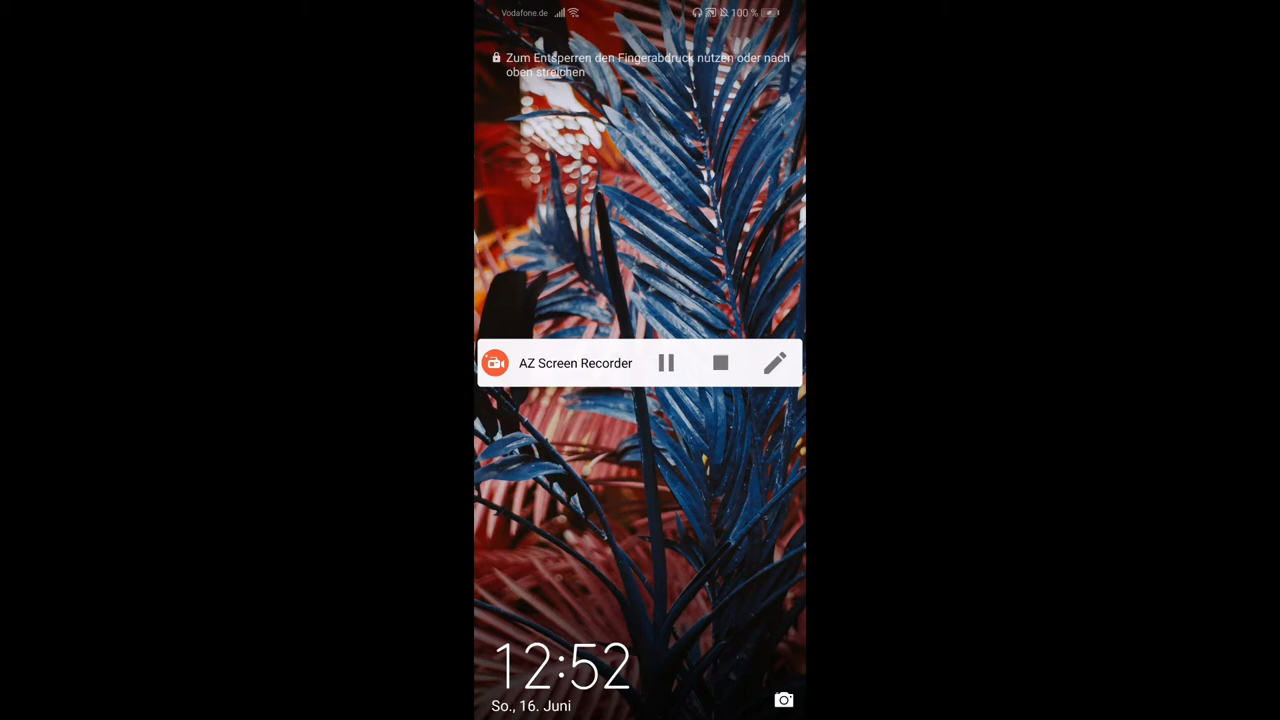 Vodafone.de 100 %
Zum Entsperren den Fingerabdruck nutzen oder nach
oben streichen
AZ Screen Recorder
12:52
So., 16. Juni